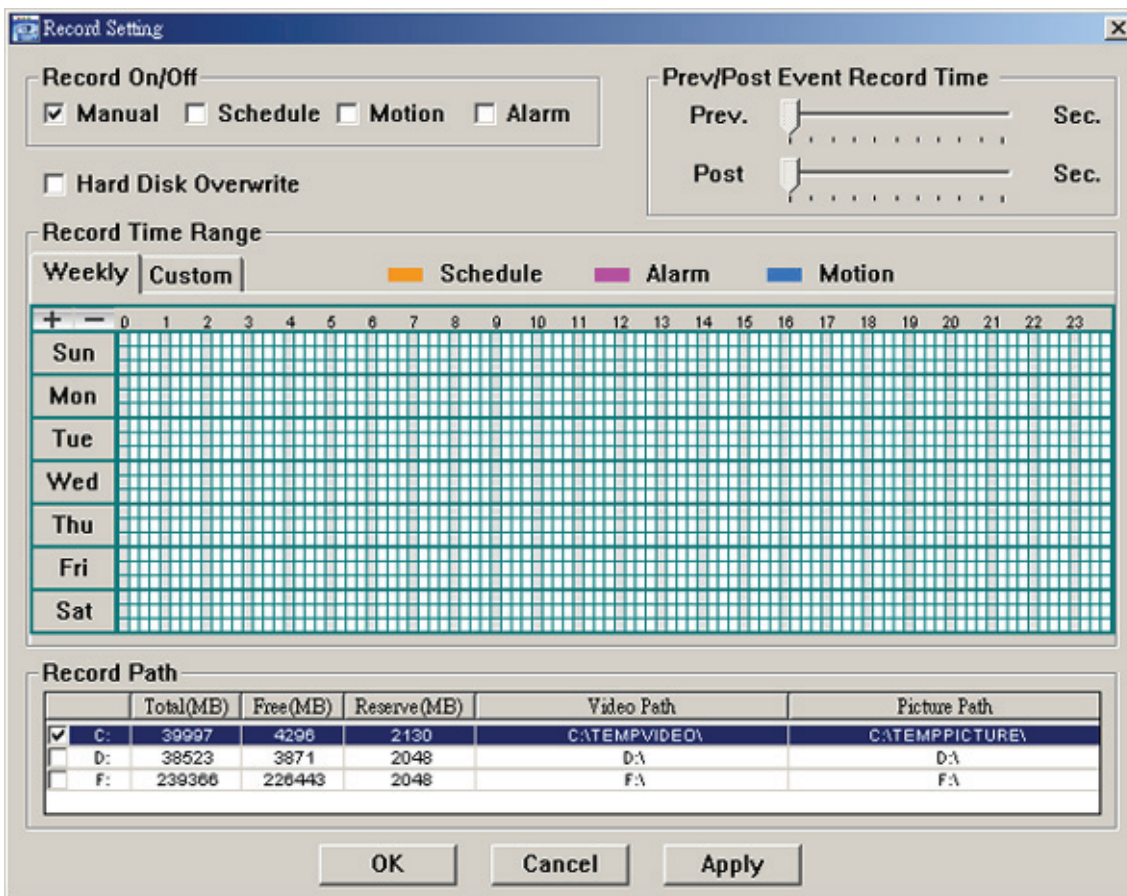 Record Setting
Record On/Off
Manual Schedule Motion Alarm
Hard Disk Overwrite
Prev/Post Event Record Time
Prev. Sec.
Post Sec.
Record Time Range
Weekly Custom Schedule Alarm Motion
+ − 0 1 2 3 4 5 6 7 8 9 10 11 12 13 14 15 16 17 18 19 20 21 22 23
Sun
Mon
Tue
Wed
Thu
Fri
Sat
Record Path
Total(MB) Free(MB) Reserve(MB) Video Path Picture Path
C: 39997 4296 2130 C:\TEMPVIDEO\ C:\TEMPPICTURE\
D: 38523 3871 2048 D:\ D:\
F: 239366 226443 2048 F:\ F:\
OK Cancel Apply